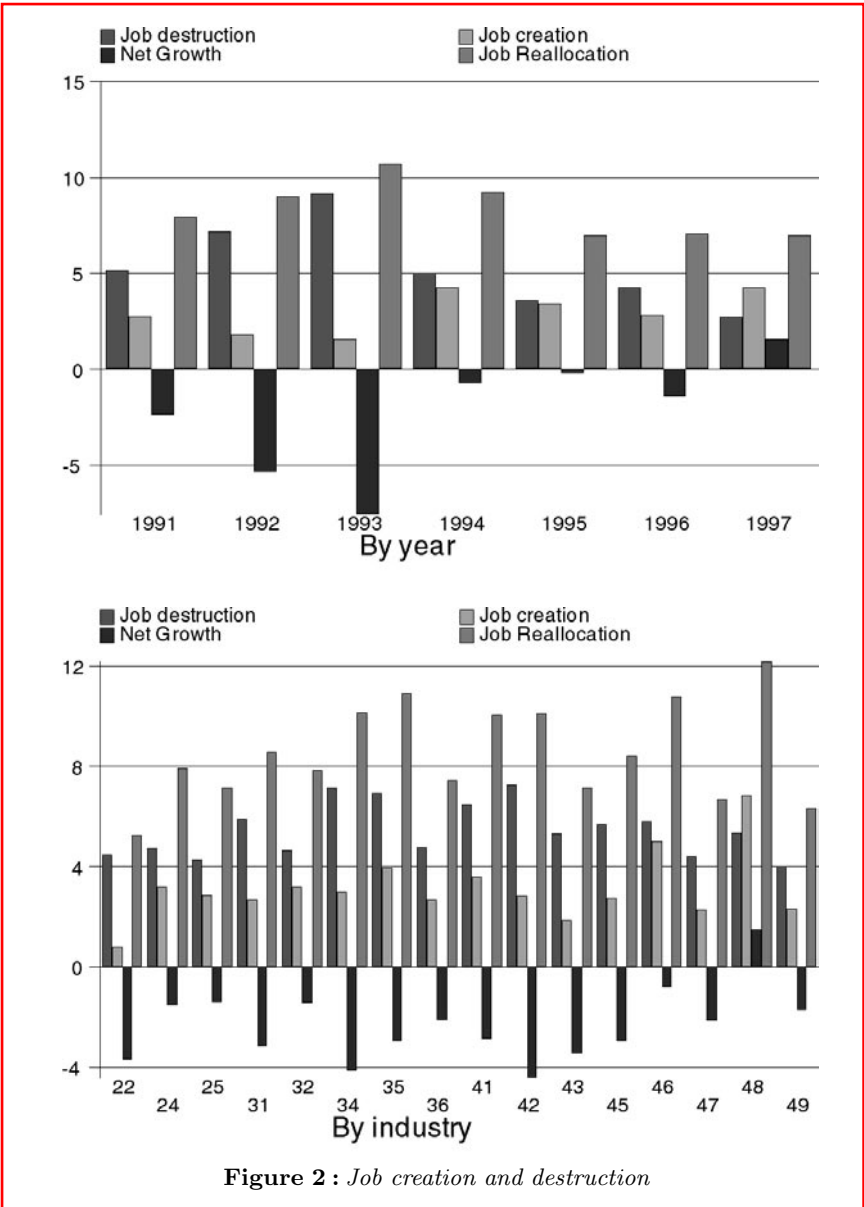 Job destruction Job creation
Net Growth Job Reallocation
15
10
5
0
-5
1991 1992 1993 1994 1995 1996 1997
By year
Job destruction Job creation
Net Growth Job Reallocation
12
8
4
0
-4
22 25 32 35 41 43 46 48
24 31 34 36 42 45 47 49
By industry
Figure 2 : Job creation and destruction